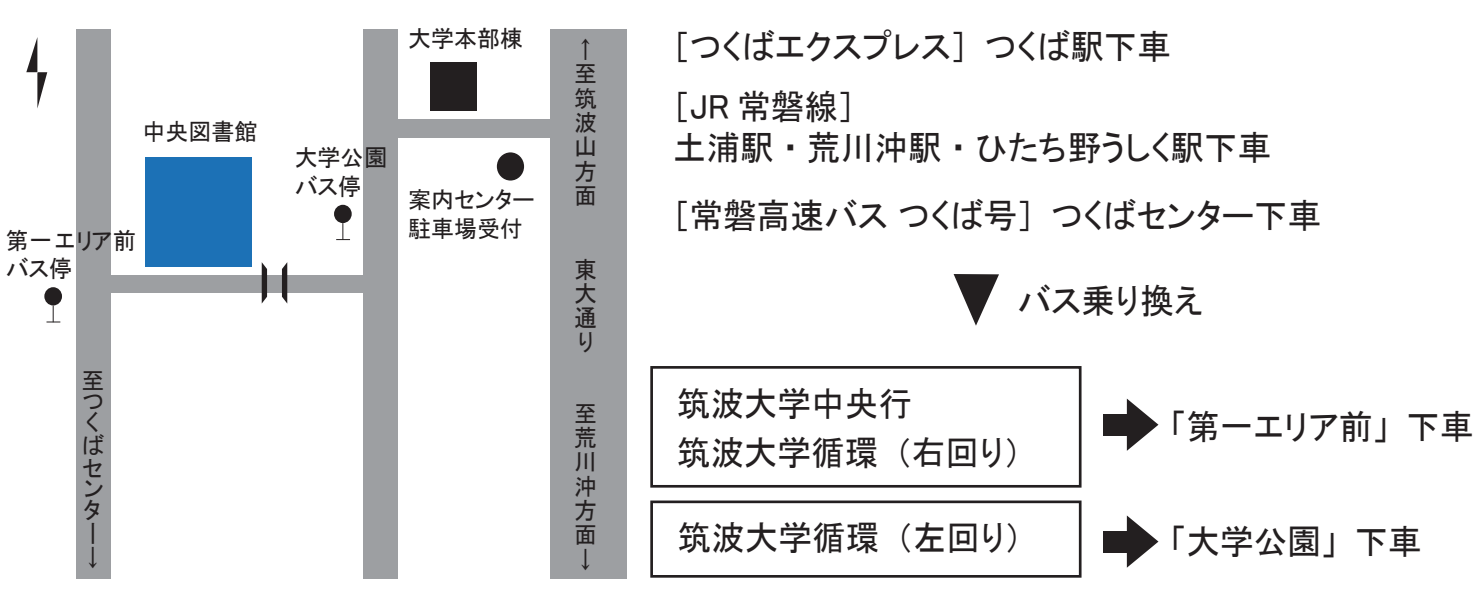 大学本部棟
中央図書館
大学公園
バス停
案内センター
駐車場受付
第一エリア前
バス停
至つくばセンター→
←至筑波山方面
東大通り
至荒川沖方面→
［つくばエクスプレス］ つくば駅下車
［JR 常磐線］
土浦駅・荒川沖駅・ひたち野うしく駅下車
［常磐高速バス つくば号］ つくばセンター下車
▼ バス乗り換え
筑波大学中央行
筑波大学循環（右回り）
「第一エリア前」下車
筑波大学循環（左回り）
「大学公園」下車